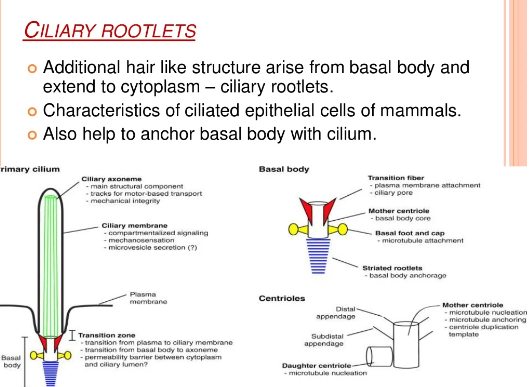 CILIARY ROOTLETS
Additional hair like structure arise from basal body and
extend to cytoplasm – ciliary rootlets.
Characteristics of ciliated epithelial cells of mammals.
Also help to anchor basal body with cilium.
rimary cilium
Ciliary axoneme
- main structural component
- tracks for motor-based transport
- mechanical integrity
Ciliary membrane
- compartmentalized signaling
- mechanosensation
- microvesicle secretion (?)
Plasma
membrane
Transition zone
- transition from plasma to ciliary membrane
- transition from basal body to axoneme
- permeability barrier between cytoplasm
and ciliary lumen?
Basal
body
Basal body
Transition fiber
- plasma membrane attachment
- ciliary pore
Mother centriole
- basal body core
Basal foot and cap
- microtubule attachment
Striated rootlets
- basal body anchorage
Centrioles
Distal
appendage
Subdistal
appendage
Daughter centriole
- microtubule nucleation
Mother centriole
- microtubule nucleation
- microtubule anchoring
- centriole duplication
template